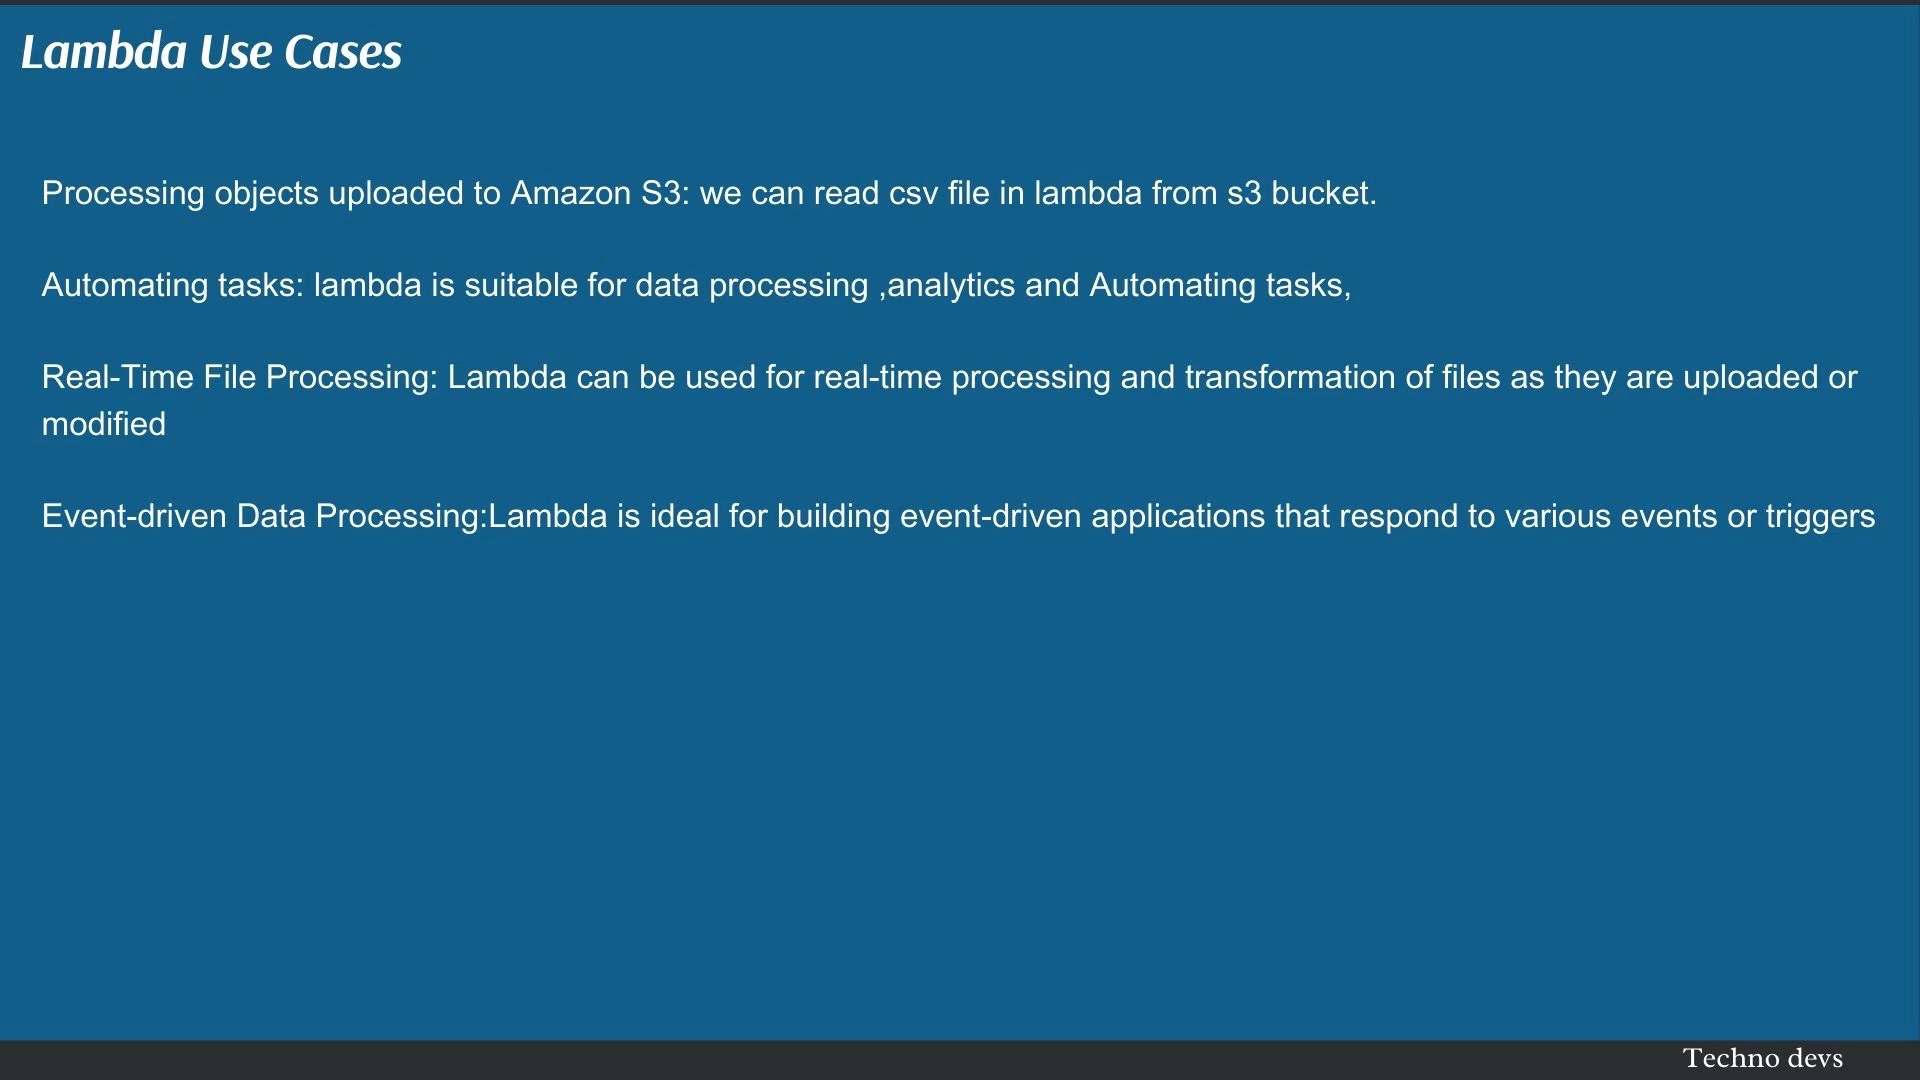 Lambda Use Cases
Processing objects uploaded to Amazon S3: we can read csv file in lambda from s3 bucket.
Automating tasks: lambda is suitable for data processing ,analytics and Automating tasks,
Real-Time File Processing: Lambda can be used for real-time processing and transformation of files as they are uploaded or
modified
Event-driven Data Processing:Lambda is ideal for building event-driven applications that respond to various events or triggers
Techno devs